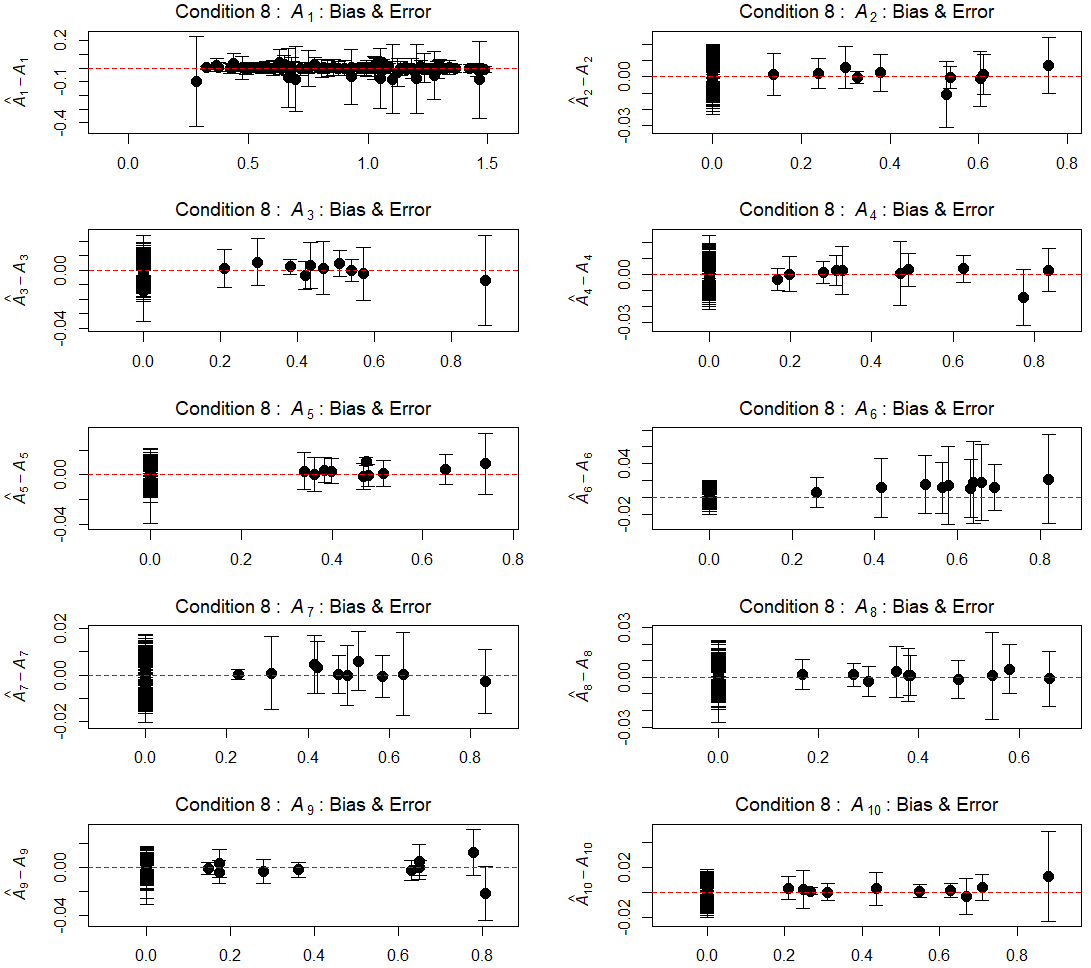 Condition 8 : A1 : Bias & Error
Â1 − A1
0.2
-0.1
-0.4
0.0 0.5 1.0 1.5
Condition 8 : A2 : Bias & Error
Â2 − A2
0.00
-0.03
0.0 0.2 0.4 0.6 0.8
Condition 8 : A3 : Bias & Error
Â3 − A3
0.00
-0.04
0.0 0.2 0.4 0.6 0.8
Condition 8 : A4 : Bias & Error
Â4 − A4
0.00
-0.03
0.0 0.2 0.4 0.6 0.8
Condition 8 : A5 : Bias & Error
Â5 − A5
0.00
-0.04
0.0 0.2 0.4 0.6 0.8
Condition 8 : A6 : Bias & Error
Â6 − A6
0.04
-0.02
0.0 0.2 0.4 0.6 0.8
Condition 8 : A7 : Bias & Error
Â7 − A7
0.02
0.00
-0.02
0.0 0.2 0.4 0.6 0.8
Condition 8 : A8 : Bias & Error
Â8 − A8
0.03
0.00
-0.03
0.0 0.2 0.4 0.6
Condition 8 : A9 : Bias & Error
Â9 − A9
0.00
-0.04
0.0 0.2 0.4 0.6 0.8
Condition 8 : A10 : Bias & Error
Â10 − A10
0.02
-0.02
0.0 0.2 0.4 0.6 0.8